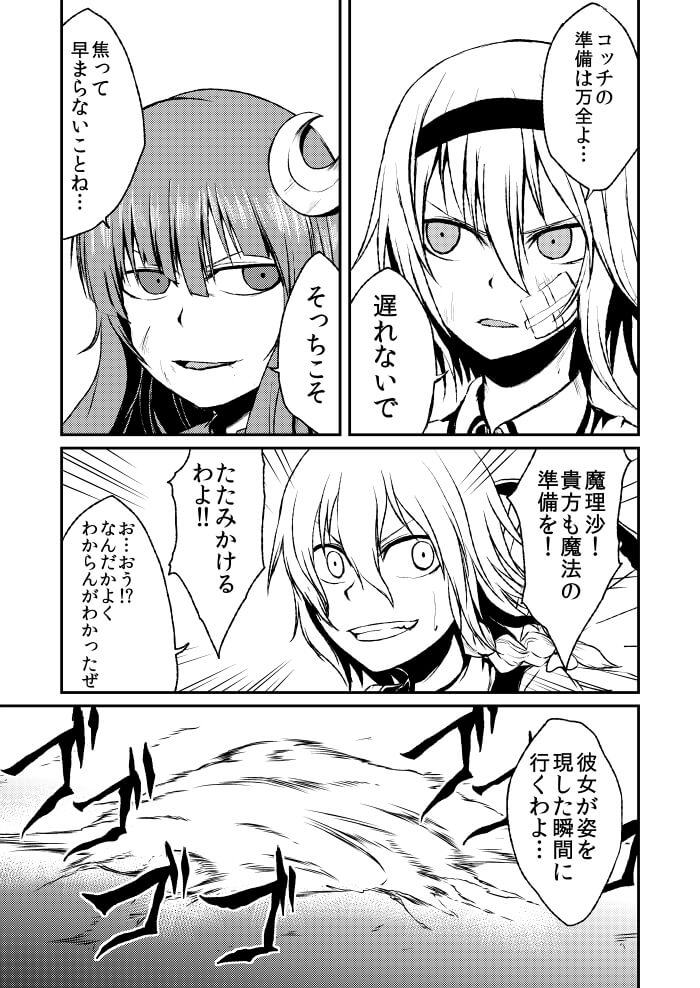 コッチの
準備は万全よ…
遅れないで
焦って
早まらないことね…
そっちこそ
魔理沙！
貴方も魔法の
準備を！
たたみかける
わよ!!
お…おう!?
なんだかよく
わからんがわかったぜ
彼女が姿を
現した瞬間に
行くわよ…
ゴゴ
ゴゴ
ゴゴ